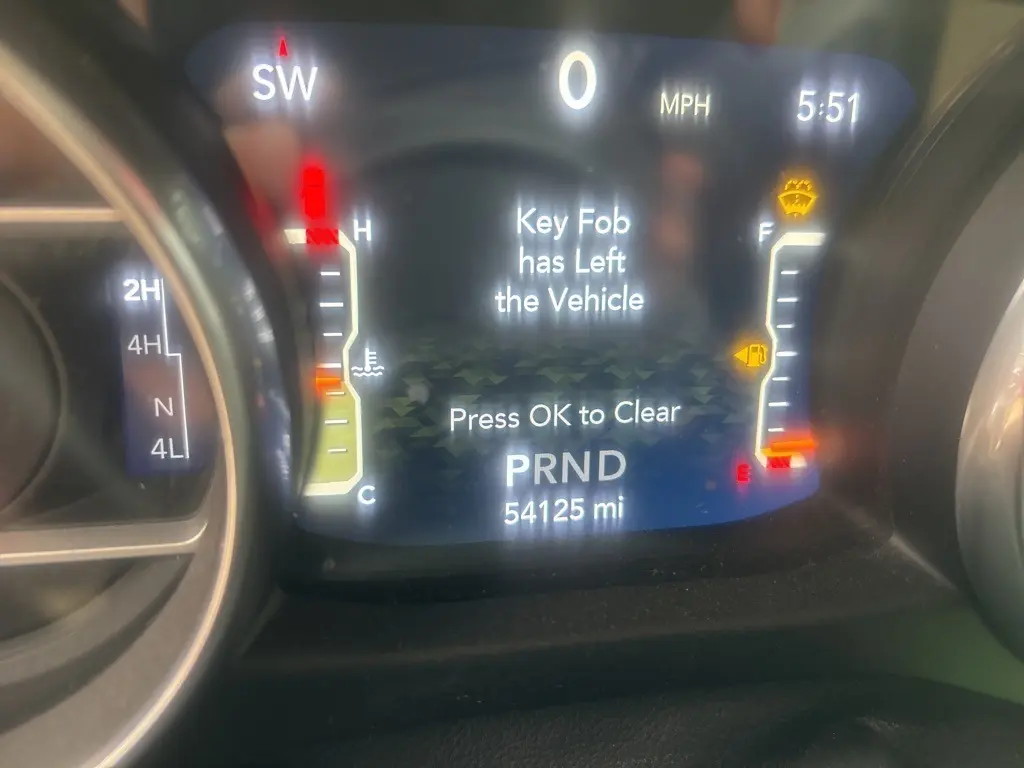 SW
0
MPH
5:51
H
F
Key Fob
has Left
the Vehicle
2H
4H
N
4L
Press OK to Clear
E
C
PRND
54125 mi